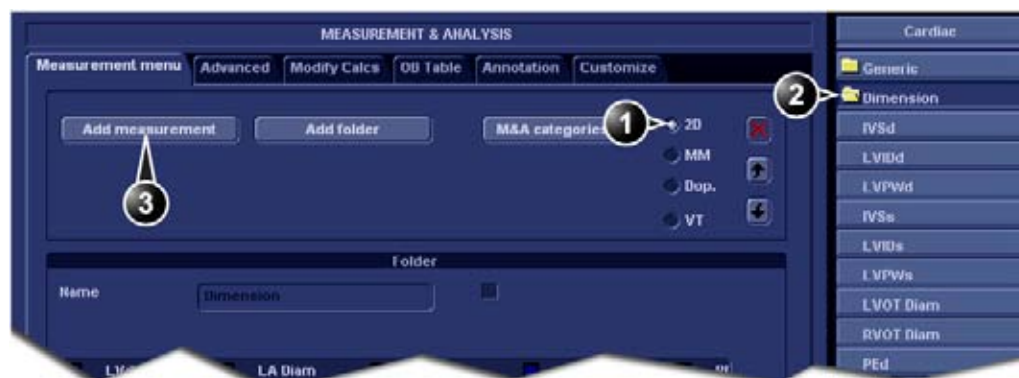 MEASUREMENT & ANALYSIS
Measurement menu Advanced Modify Calcs OB Table Annotation Customize
Add measurement Add folder M&A categories
1
2D
MM
Dop.
VT
3
Folder
Name Dimension
LA Diam
Cardiac
Generic
2
Dimension
IVSd
LVIDd
LVPWd
IVSs
LVIDs
LVPWs
LVOT Diam
RVOT Diam
PEd